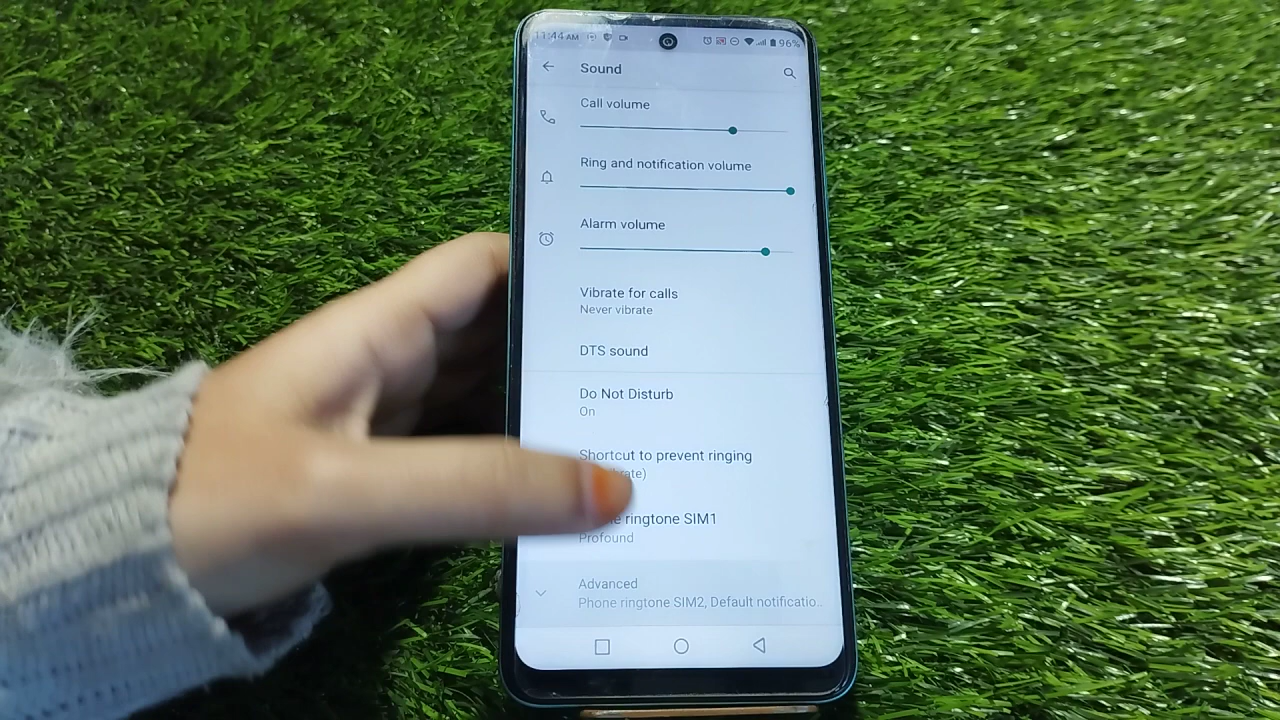 11:44 AM 96%
Sound
Call volume
Ring and notification volume
Alarm volume
Vibrate for calls
Never vibrate
DTS sound
Do Not Disturb
On
Shortcut to prevent ringing
ringtone SIM1
Profound
Advanced
Phone ringtone SIM2, Default notificatio..